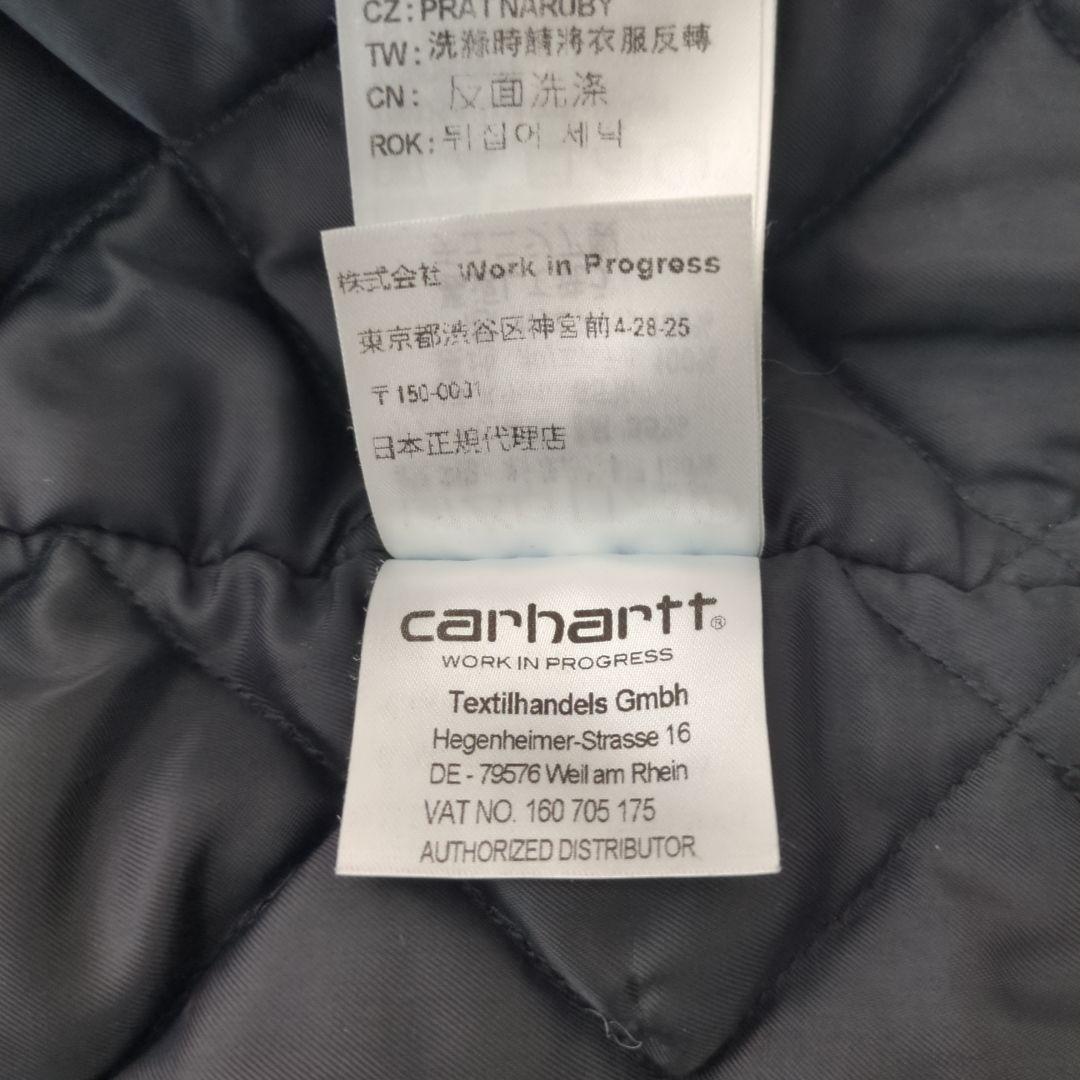 CZ: PRAT NARUBY
TW: 洗滌時請將衣服反轉
CN: 反面洗涤
ROK: 뒤집어 세탁
株式会社 Work in Progress
東京都渋谷区神宮前4-28-25
〒150-0001
日本正規代理店
carhartt®
WORK IN PROGRESS
Textilhandels Gmbh
Hegenheimer-Strasse 16
DE - 79576 Weil am Rhein
VAT NO. 160 705 175
AUTHORIZED DISTRIBUTOR